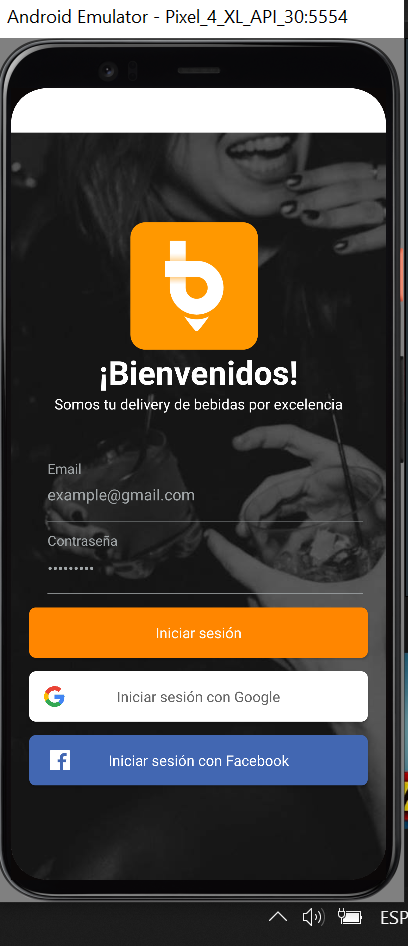 Android Emulator - Pixel_4_XL_API_30:5554
b
¡Bienvenidos!
Somos tu delivery de bebidas por excelencia
Email
example@gmail.com
Contraseña
•••••••••
Iniciar sesión
G Iniciar sesión con Google
f Iniciar sesión con Facebook
ESP